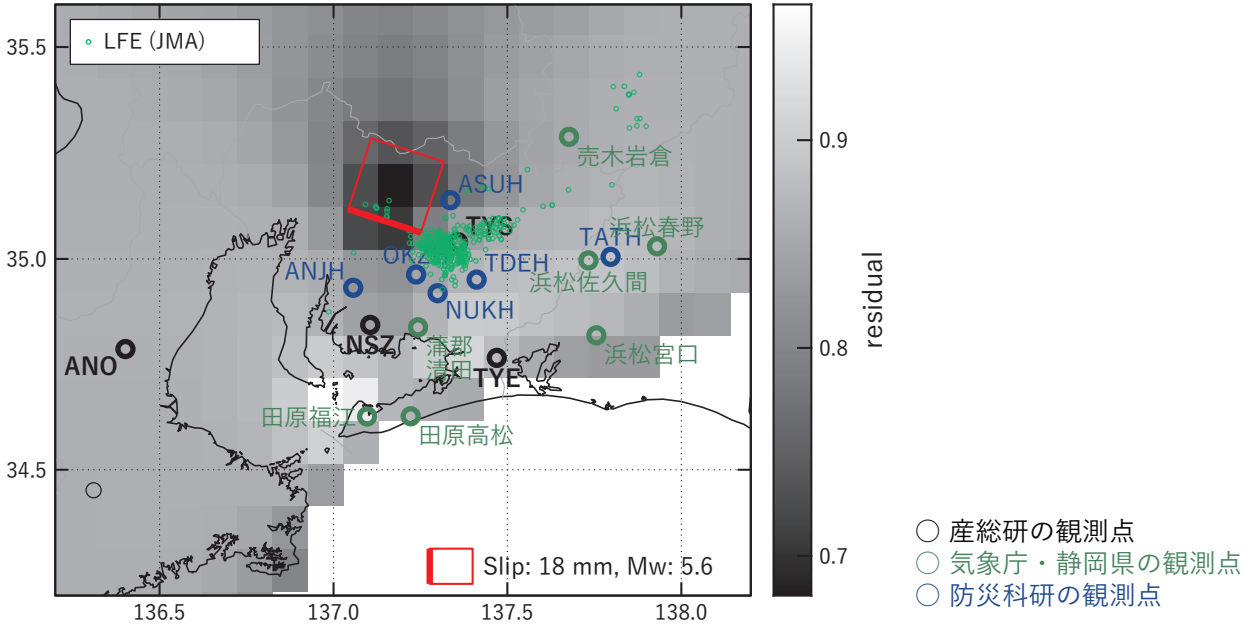 LFE (JMA)
35.5
35.0
34.5
136.5
137.0
137.5
138.0
売木岩倉
ASUH
TYS
浜松春野
TATH
OKZ
TDEH
ANJH
浜松佐久間
NUKH
NSZ
蒲郡
清田
浜松宮口
ANO
TYE
田原福江
田原高松
Slip: 18 mm, Mw: 5.6
0.9
0.8
0.7
residual
産総研の観測点
気象庁・静岡県の観測点
防災科研の観測点